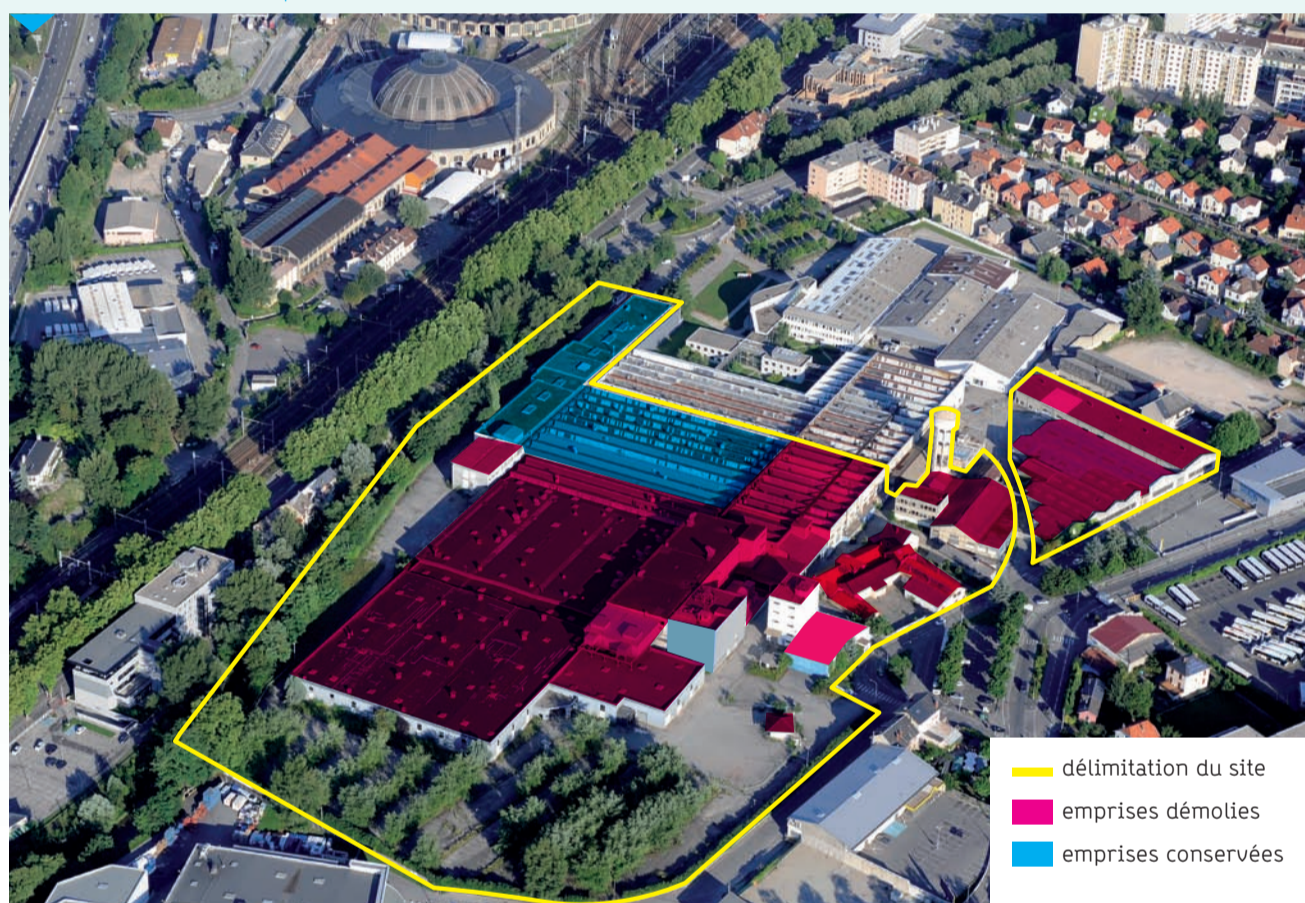 délimitation du site
emprises démolies
emprises conservées